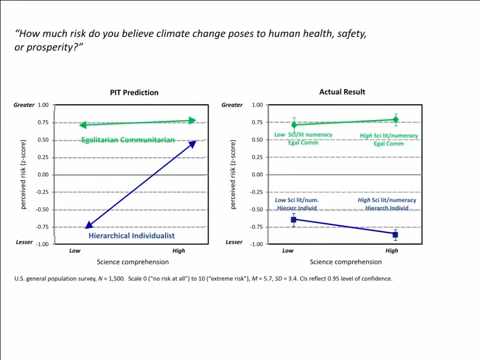 “How much risk do you believe climate change poses to human health, safety,
or prosperity?”
PIT Prediction
Greater
1.00
0.75
0.50
0.25
0.00
-0.25
-0.50
-0.75
Lesser -1.00
perceived risk (z-score)
Egalitarian Communitarian
Hierarchical Individualist
Low High
Science comprehension
Actual Result
Greater
1.00
0.75
0.50
0.25
0.00
-0.25
-0.50
-0.75
Lesser -1.00
perceived risk (z-score)
Low Sci/lit numeracy
Egal Comm
High Sci lit/numeracy
Egal Comm
Low Sci lit/num.
Hierarc Individ
High Sci lit/numeracy
Hierarch Individ
Low High
Science comprehension
U.S. general population survey, N = 1,500. Scale 0 (“no risk at all”) to 10 (“extreme risk”), M = 5.7, SD = 3.4. CIs reflect 0.95 level of confidence.